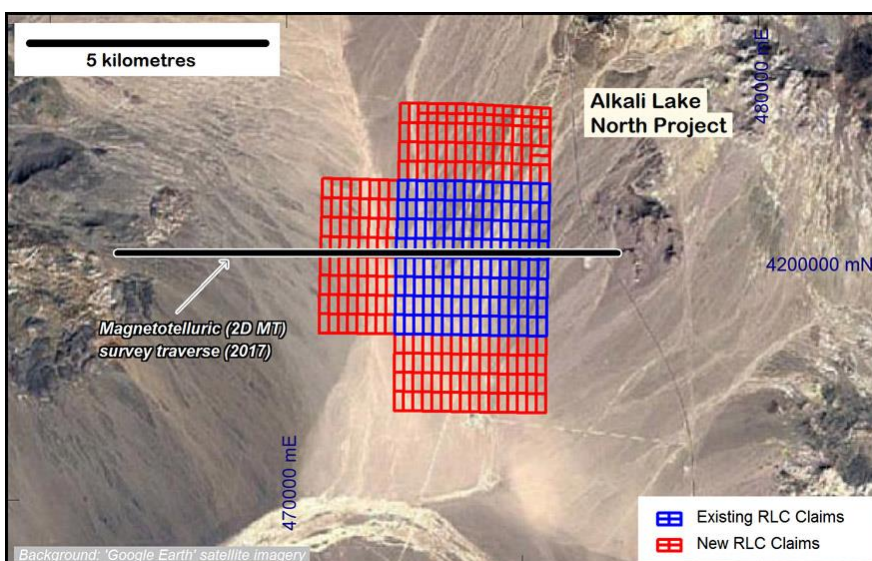 5 kilometres
Alkali Lake
North Project
480000 mE
4200000 mN
Magnetotelluric (2D MT)
survey traverse (2017)
470000 mE
Existing RLC Claims
New RLC Claims
Background: 'Google Earth' satellite imagery